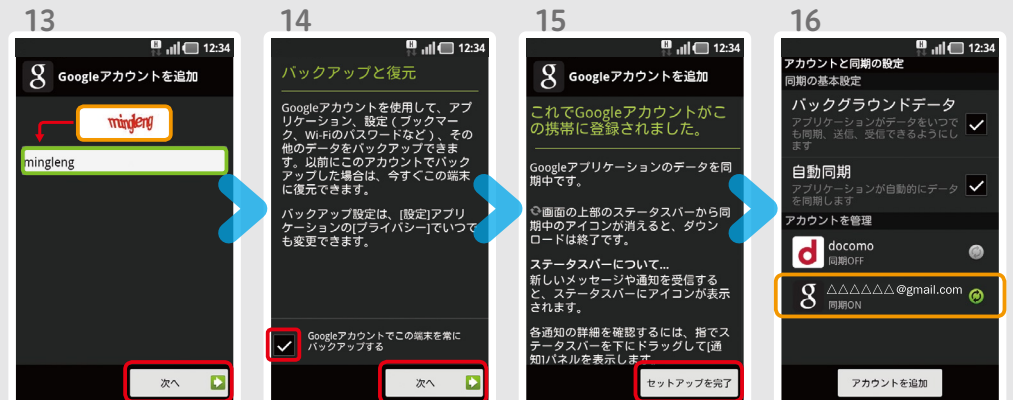 13
H 12:34
g Googleアカウントを追加
mingleng
mingleng
次へ
14
H 12:34
バックアップと復元
Googleアカウントを使用して、アプ
リケーション、設定（ブックマー
ク、Wi-Fiのパスワードなど）、その
他のデータをバックアップできま
す。以前にこのアカウントでバック
アップした場合は、今すぐこの端末
に復元できます。
バックアップ設定は、[設定]アプリ
ケーションの[プライバシー]でいつで
も変更できます。
Googleアカウントでこの端末を常に
バックアップする
次へ
15
H 12:34
g Googleアカウントを追加
これでGoogleアカウントがこ
の携帯に登録されました。
Googleアプリケーションのデータを同
期中です。
画面の上部のステータスバーから同
期中のアイコンが消えると、ダウン
ロードは終了です。
ステータスバーについて...
新しいメッセージや通知を受信する
と、ステータスバーにアイコンが表示
されます。
各通知の詳細を確認するには、指でス
テータスバーを下にドラッグして[通
知]パネルを表示します。
セットアップを完了
16
H 12:34
アカウントと同期の設定
同期の基本設定
バックグラウンドデータ
アプリケーションがデータをいつで
も同期、送信、受信できるようにし
ます
自動同期
アプリケーションが自動的にデータ
を同期します
アカウントを管理
d docomo
同期OFF
g △△△△△△@gmail.com
同期ON
アカウントを追加